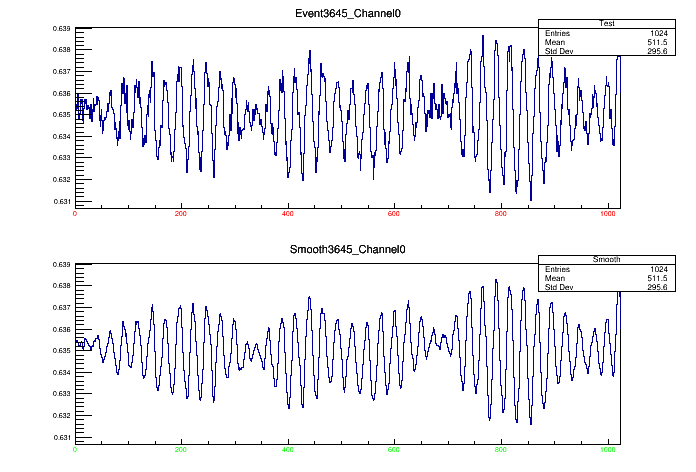 Event3645_Channel0
Test
Entries 1024
Mean 511.5
Std Dev 295.6
0.639
0.638
0.637
0.636
0.635
0.634
0.633
0.632
0.631
0 200 400 600 800 1000
Smooth3645_Channel0
Smooth
Entries 1024
Mean 511.5
Std Dev 295.6
0.639
0.638
0.637
0.636
0.635
0.634
0.633
0.632
0.631
0 200 400 600 800 1000